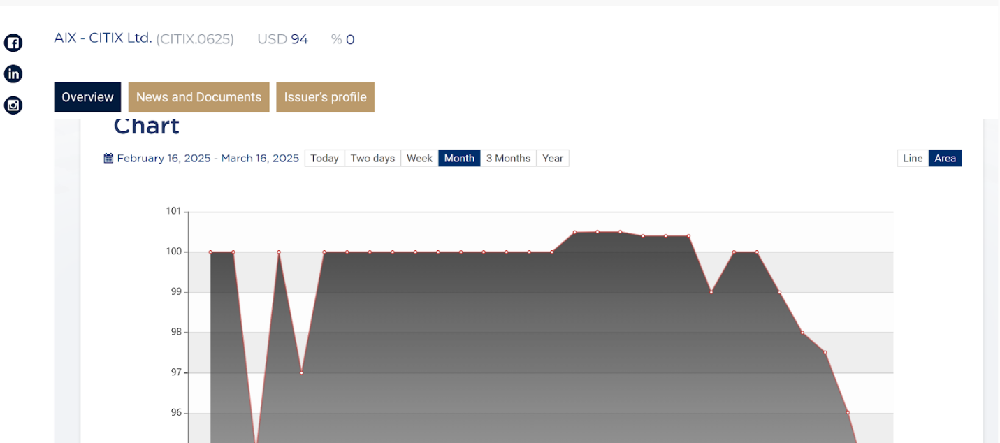 AIX - CITIX Ltd. (CITIX.0625) USD 94 % 0
Overview News and Documents Issuer's profile
Chart
February 16, 2025 - March 16, 2025 Today Two days Week Month 3 Months Year Line Area
101
100
99
98
97
96